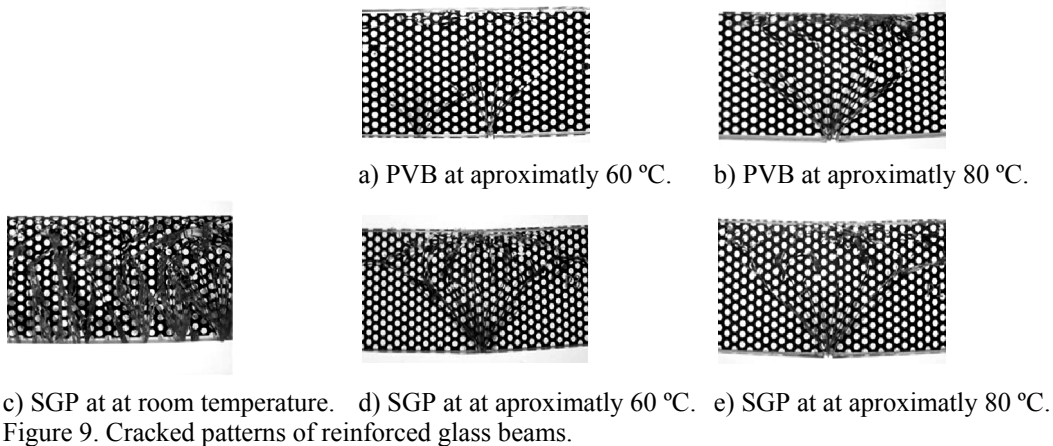 a) PVB at aproximatly 60 ºC. b) PVB at aproximatly 80 ºC.
c) SGP at at room temperature. d) SGP at at aproximatly 60 ºC. e) SGP at at aproximatly 80 ºC.
Figure 9. Cracked patterns of reinforced glass beams.